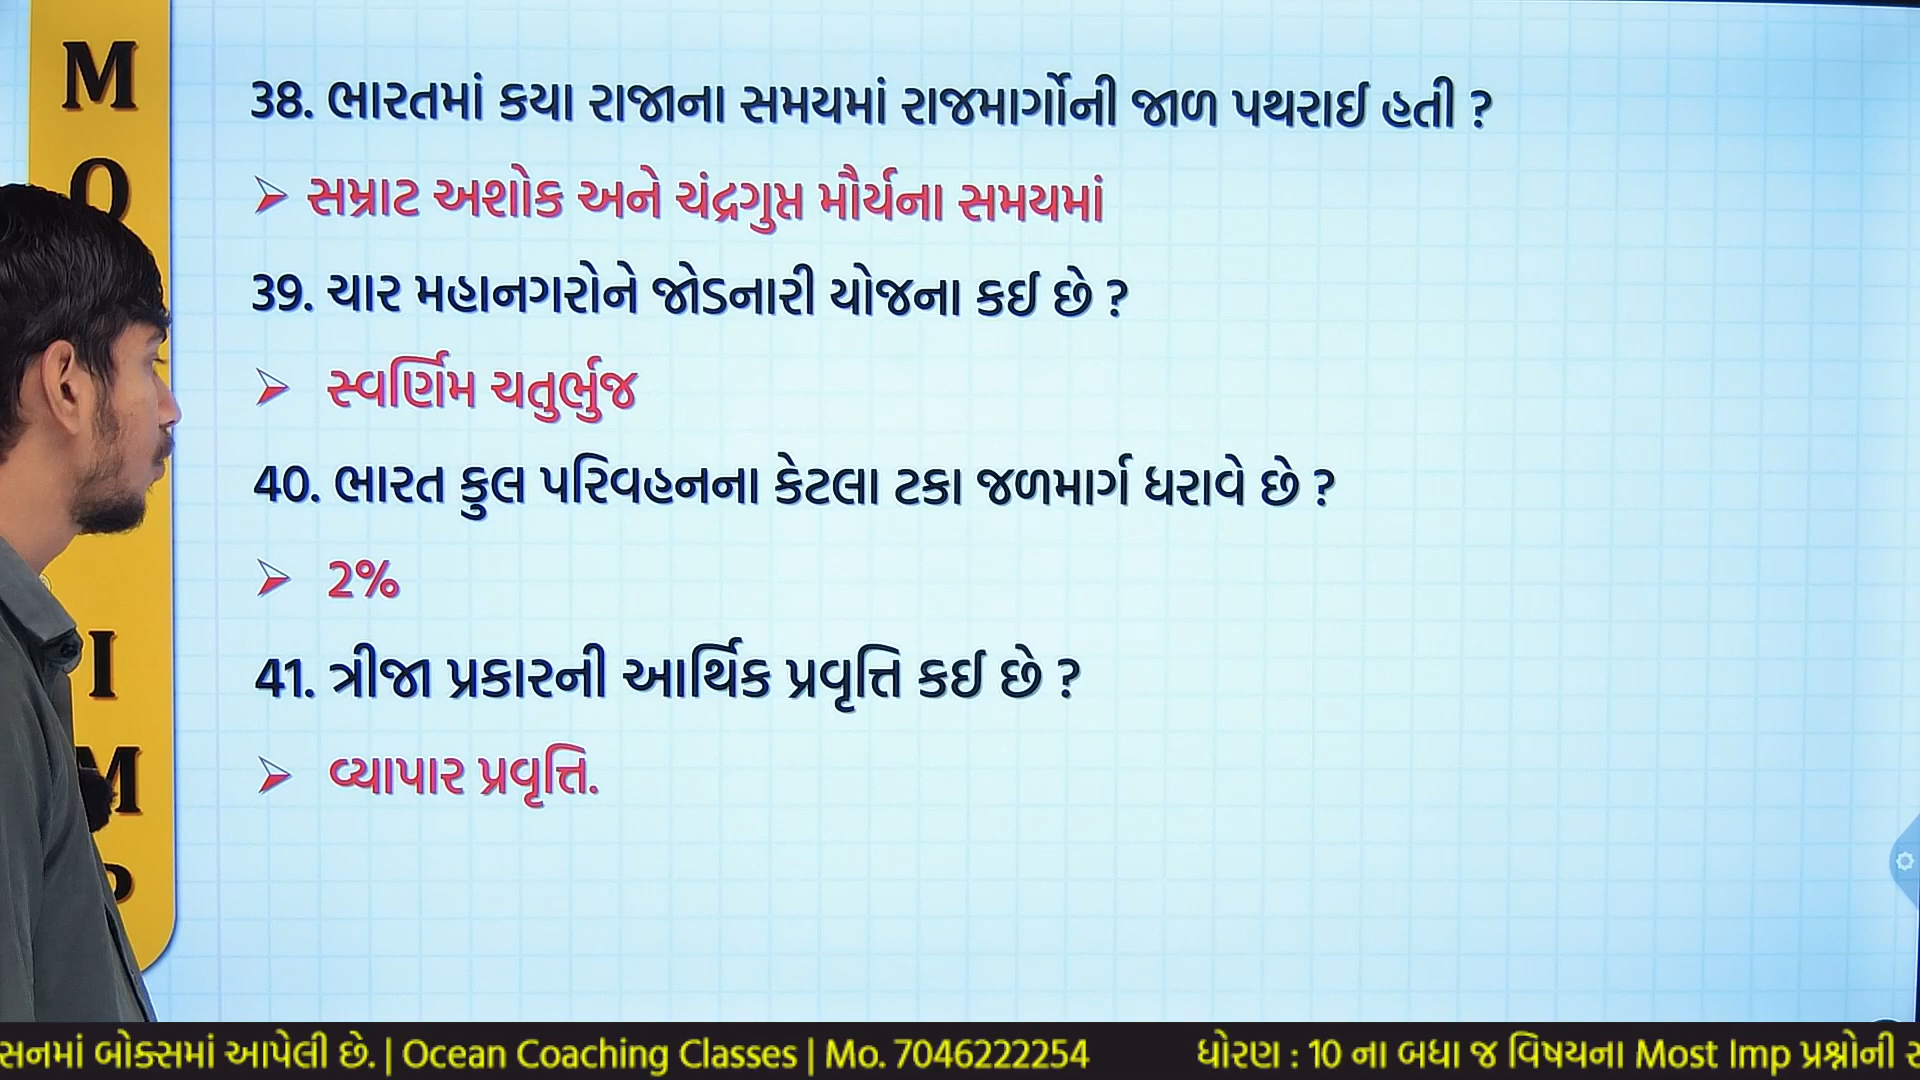 38. ભારતમાં કયા રાજાના સમયમાં રાજમાર્ગોની જાળ પથરાઈ હતી ?
➢ સમ્રાટ અશોક અને ચંદ્રગુપ્ત મૌર્યના સમયમાં
39. ચાર મહાનગરોને જોડનારી યોજના કઈ છે ?
➢ સ્વર્ણિમ ચતુર્ભુજ
40. ભારત કુલ પરિવહનના કેટલા ટકા જળમાર્ગ ધરાવે છે ?
➢ 2%
41. ત્રીજા પ્રકારની આર્થિક પ્રવૃત્તિ કઈ છે ?
➢ વ્યાપાર પ્રવૃત્તિ.
M
O
I
M
P
બોક્સમાં આપેલી છે. | Ocean Coaching Classes | Mo. 7046222254 ધોરણ : 10 ના બધા જ વિષયના Most Imp પ્રશ્નોની